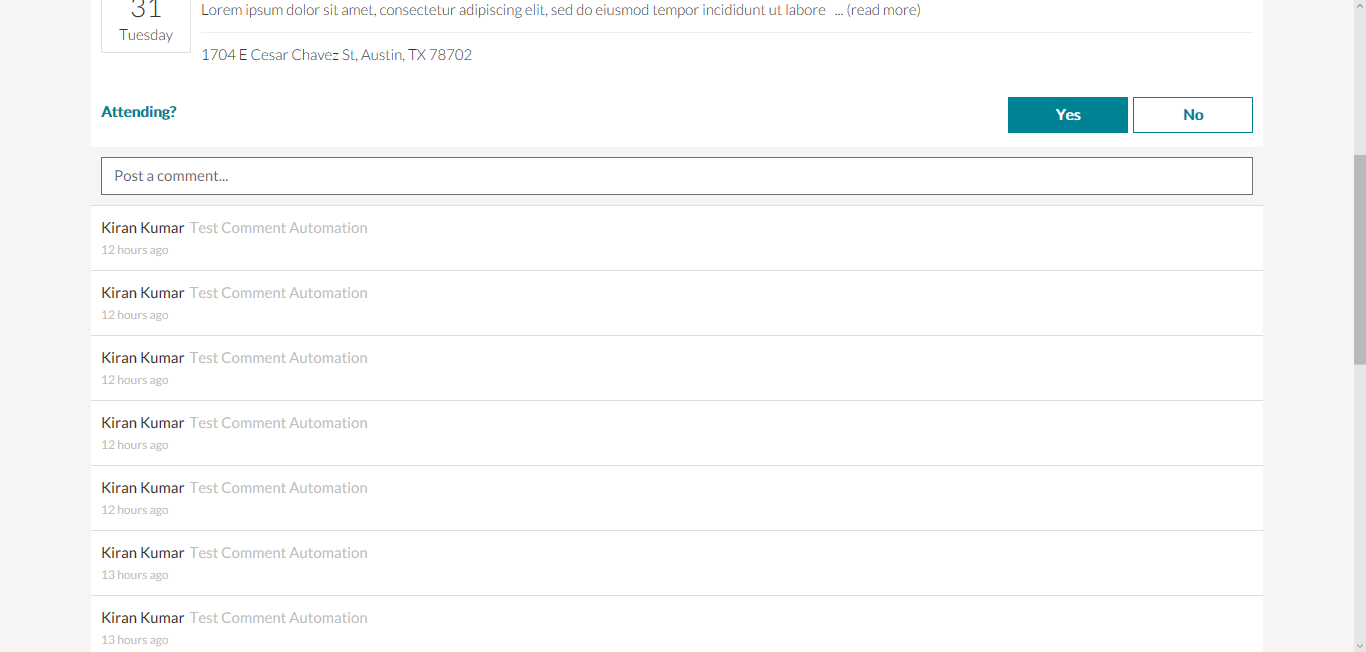 31
Tuesday
Lorem ipsum dolor sit amet, consectetur adipiscing elit, sed do eiusmod tempor incididunt ut labore ... (read more)
1704 E Cesar Chavez St, Austin, TX 78702
Attending?
Yes No
Post a comment...
Kiran Kumar Test Comment Automation
12 hours ago
Kiran Kumar Test Comment Automation
12 hours ago
Kiran Kumar Test Comment Automation
12 hours ago
Kiran Kumar Test Comment Automation
12 hours ago
Kiran Kumar Test Comment Automation
12 hours ago
Kiran Kumar Test Comment Automation
13 hours ago
Kiran Kumar Test Comment Automation
13 hours ago